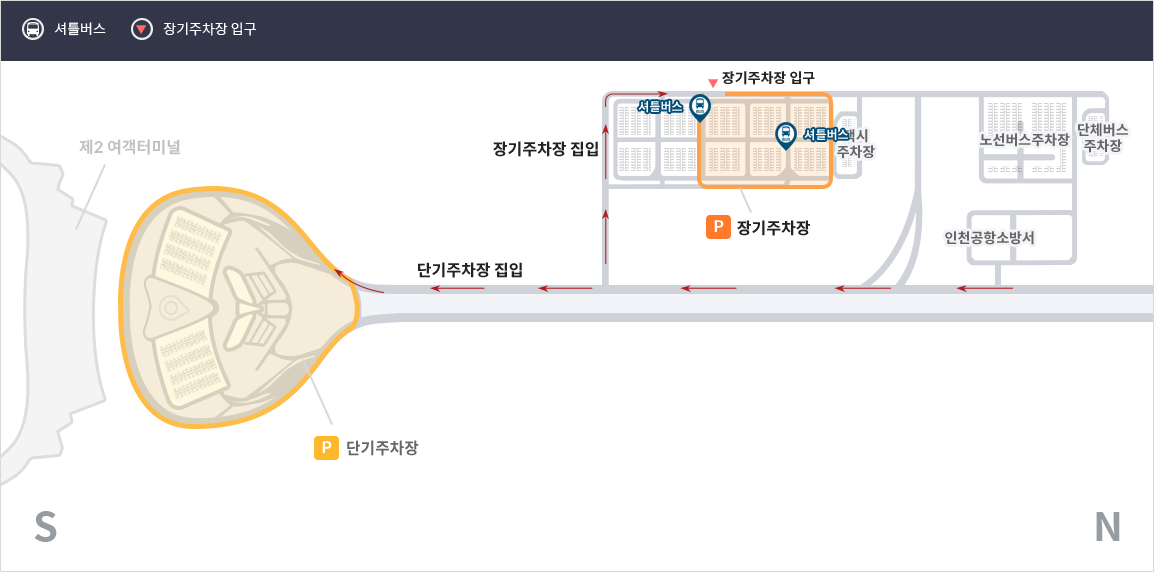 셔틀버스
장기주차장 입구
장기주차장 입구
셔틀버스
셔틀버스
택시
주차장
노선버스주차장
단체버스
주차장
장기주차장 집입
제2 여객터미널
P 장기주차장
인천공항소방서
단기주차장 집입
P 단기주차장
S
N